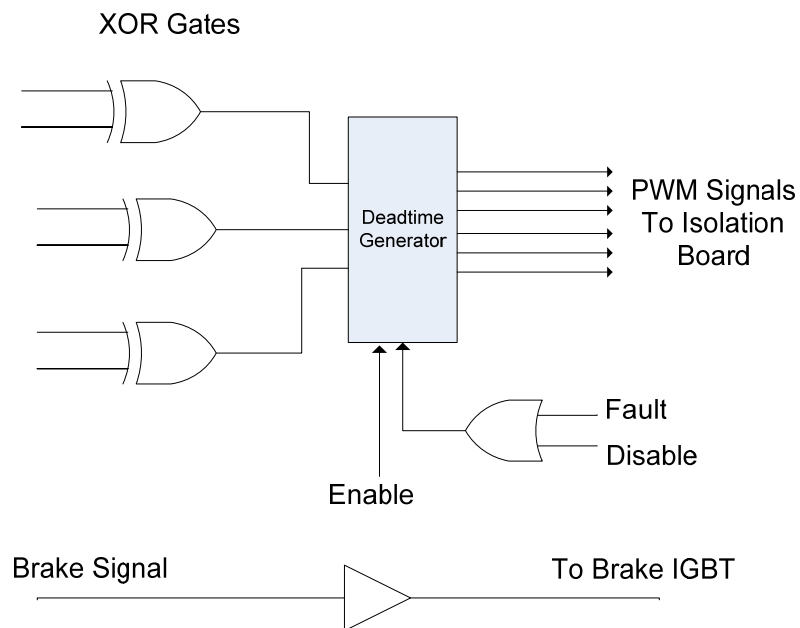 XOR Gates
Deadtime
Generator
PWM Signals
To Isolation
Board
Fault
Disable
Enable
Brake Signal
To Brake IGBT